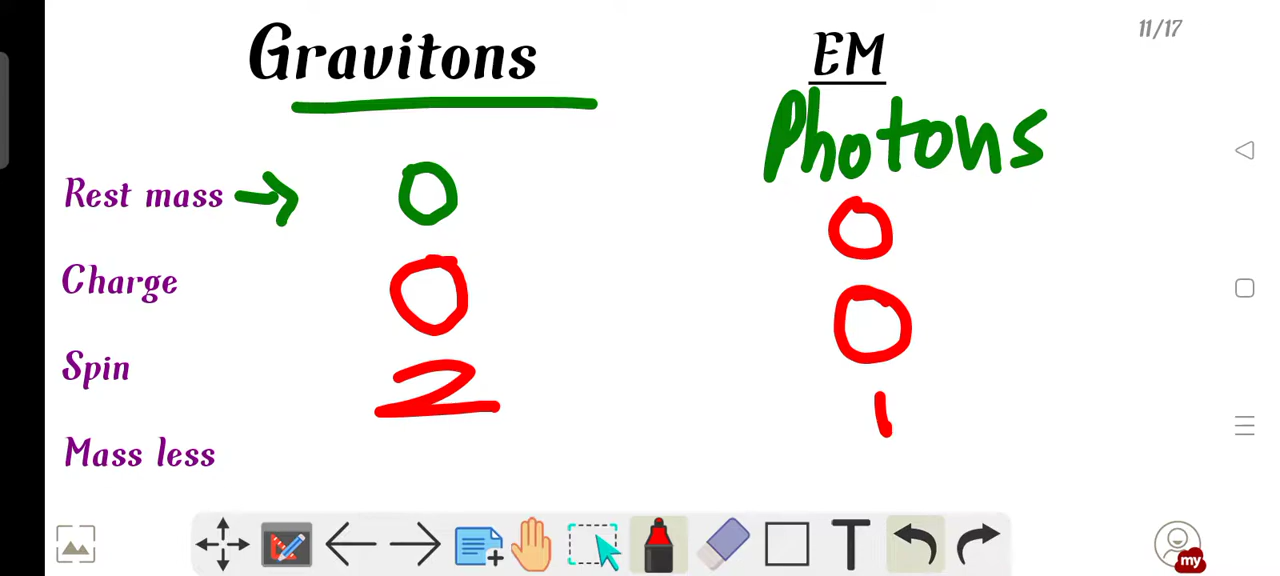 Gravitons EM 11/17
Photons
Rest mass → 0 0
Charge 0 0
Spin 2 1
Mass less
T
my